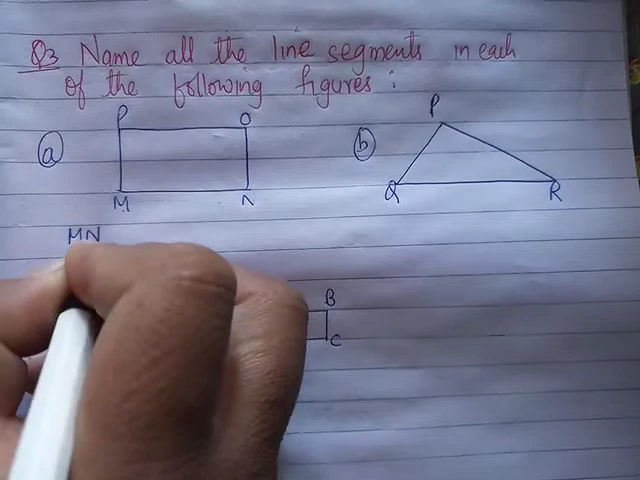 Q3 Name all the line segments in each
of the following figures :
a P O b P
M N Q R
MN
B
C